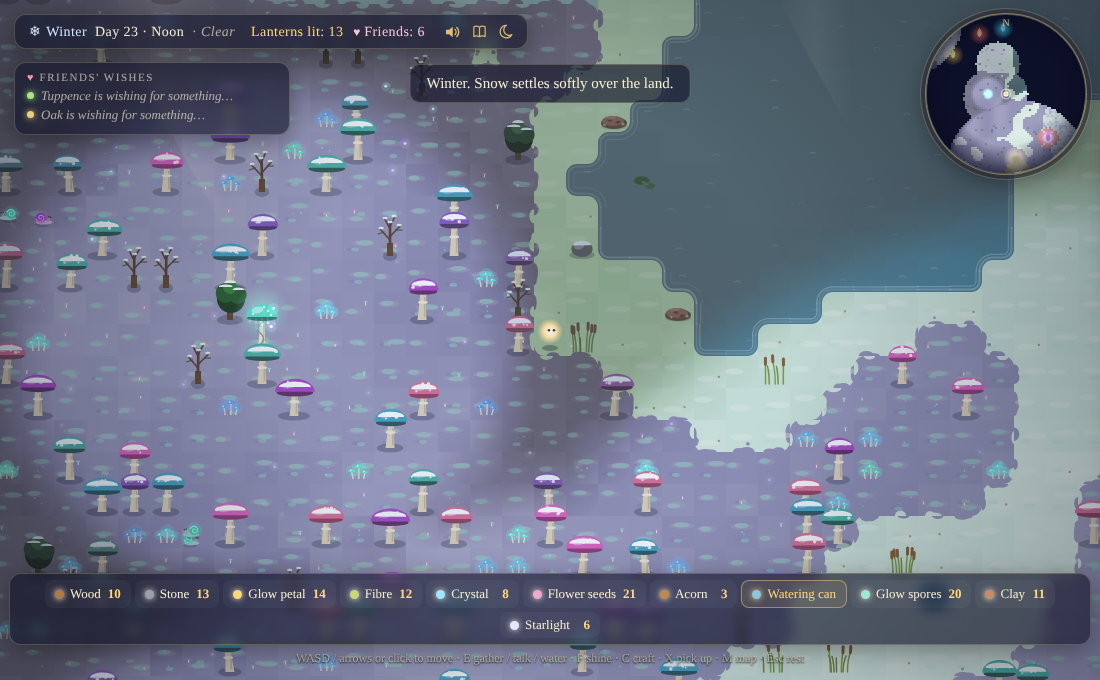 Winter Day 23 · Noon · Clear Lanterns lit: 13 ♥ Friends: 6
N
♥ FRIENDS' WISHES
Tuppence is wishing for something…
Oak is wishing for something…
Winter. Snow settles softly over the land.
Wood 10 Stone 13 Glow petal 14 Fibre 12 Crystal 8 Flower seeds 21 Acorn 3 Watering can Glow spores 20 Clay 11
Starlight 6
WASD / arrows or click to move · E gather / talk / water · F shine · C craft · X pick up · M map · Esc rest